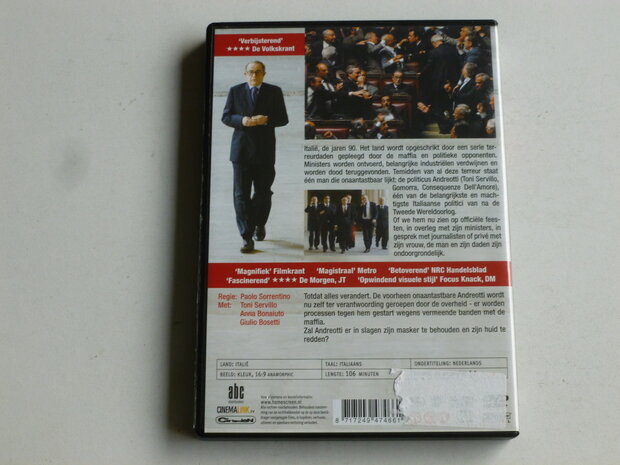 ‘Verbijsterend’
★★★★ De Volkskrant
Italië, de jaren 90. Het land wordt opgeschrikt door een serie ter-
reurdaden gepleegd door de maffia en politieke opponenten.
Ministers worden ontvoerd, belangrijke industriëlen verdwijnen en
worden dood teruggevonden. Temidden van al deze terreur staat
één man die onaantastbaar lijkt; de politicus Andreotti (Toni Servillo,
Gomorra, Consequenze Dell'Amore),
één van de belangrijkste en mach-
tigste Italiaanse politici van na de
Tweede Wereldoorlog.
Of we hem nu zien op officiële fees-
ten, in overleg met zijn ministers, in
gesprek met journalisten of privé met
zijn vrouw, de man en zijn daden zijn
ondoorgrondelijk.
‘Magnifiek’ Filmkrant ‘Magistraal’ Metro ‘Betoverend’ NRC Handelsblad
‘Fascinerend’ ★★★★ De Morgen, JT ‘Opwindend visuele stijl’ Focus Knack, DM
Regie: Paolo Sorrentino
Met: Toni Servillo
Anna Bonaiuto
Giulio Bosetti
Totdat alles verandert. De voorheen onaantastbare Andreotti wordt
nu zelf ter verantwoording geroepen door de overheid - er worden
processen tegen hem gestart wegens vermeende banden met de
maffia.
Zal Andreotti er in slagen zijn masker te behouden en zijn huid te
redden?
LAND: ITALIË TAAL: ITALIAANS ONDERTITELING: NEDERLANDS
BEELD: KLEUR, 16:9 ANAMORPHIC LENGTE: 106 MINUTEN
abc
CINEMALINK.TV
www.homescreen.nl
8 717249 474661